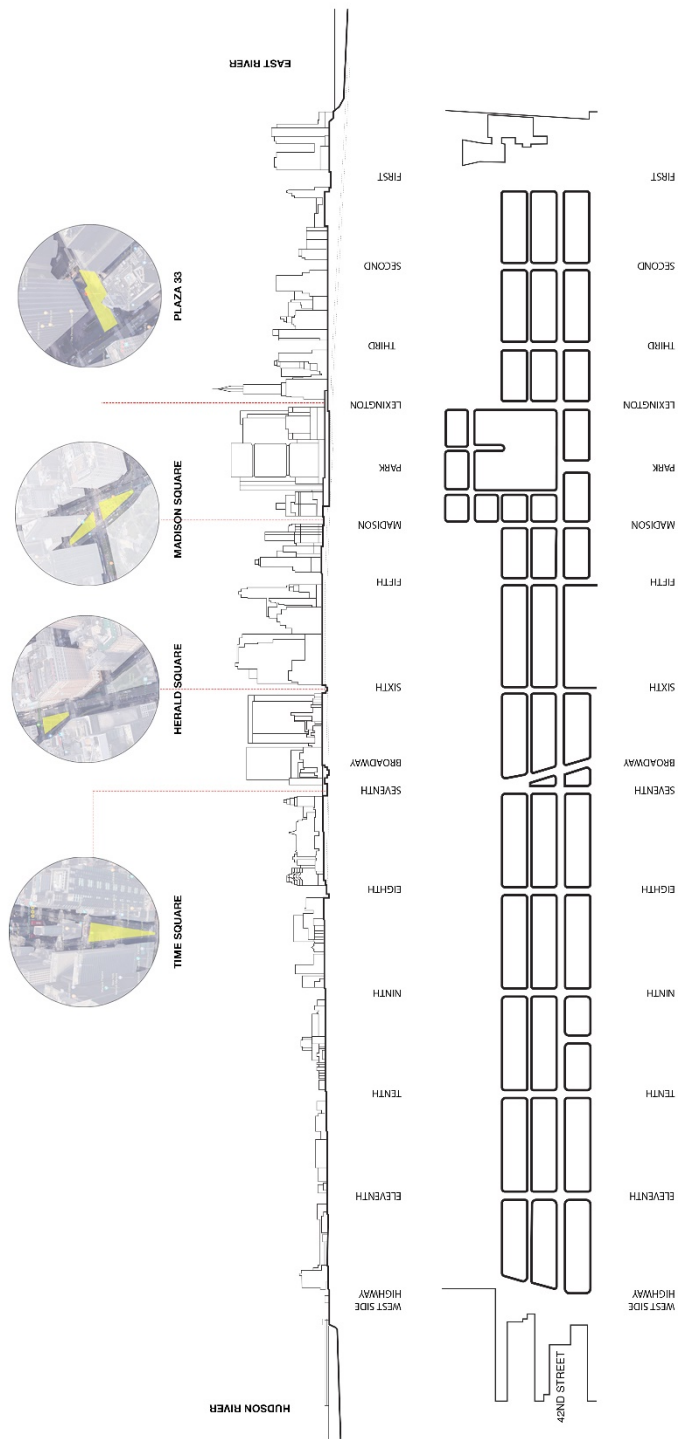 EAST RIVER
PLAZA 33
MADISON SQUARE
HERALD SQUARE
TIME SQUARE
HUDSON RIVER
FIRST
SECOND
THIRD
LEXINGTON
PARK
MADISON
FIFTH
SIXTH
BROADWAY
SEVENTH
EIGHTH
NINTH
TENTH
ELEVENTH
WEST SIDE
HIGHWAY
FIRST
SECOND
THIRD
LEXINGTON
PARK
MADISON
FIFTH
SIXTH
BROADWAY
SEVENTH
EIGHTH
NINTH
TENTH
ELEVENTH
WEST SIDE
HIGHWAY
42ND STREET